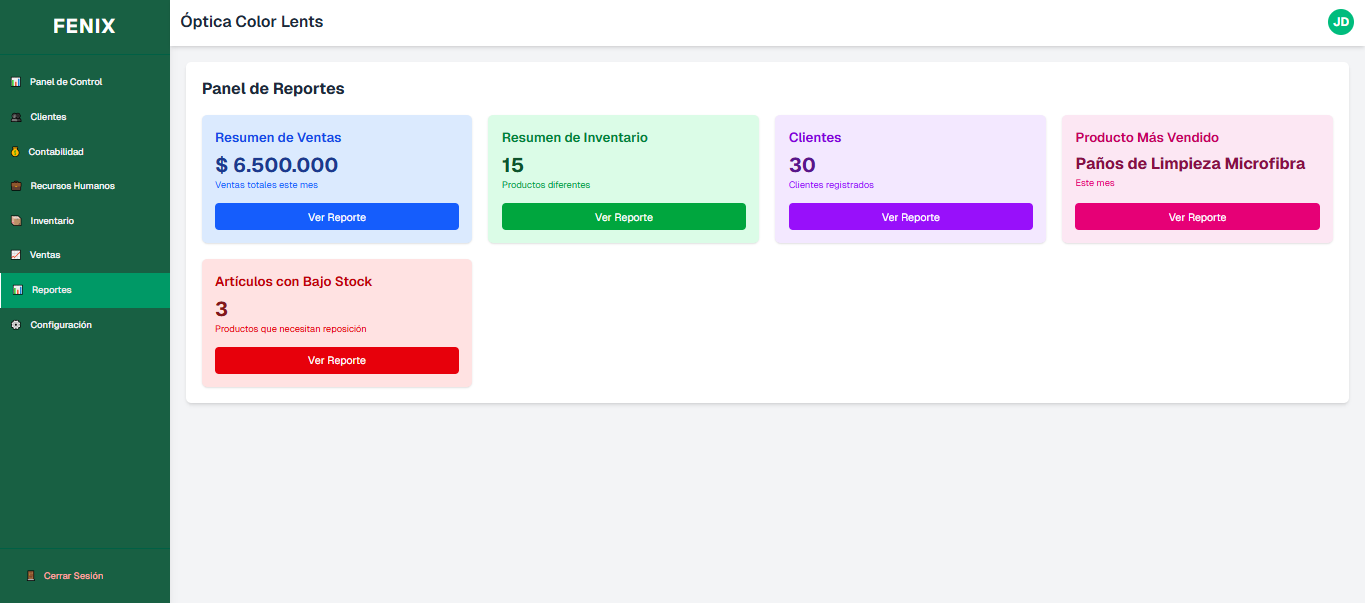 FENIX
Panel de Control
Clientes
Contabilidad
Recursos Humanos
Inventario
Ventas
Reportes
Configuración
Cerrar Sesión
Óptica Color Lents
JD
Panel de Reportes
Resumen de Ventas
$ 6.500.000
Ventas totales este mes
Ver Reporte
Resumen de Inventario
15
Productos diferentes
Ver Reporte
Clientes
30
Clientes registrados
Ver Reporte
Producto Más Vendido
Paños de Limpieza Microfibra
Este mes
Ver Reporte
Artículos con Bajo Stock
3
Productos que necesitan reposición
Ver Reporte